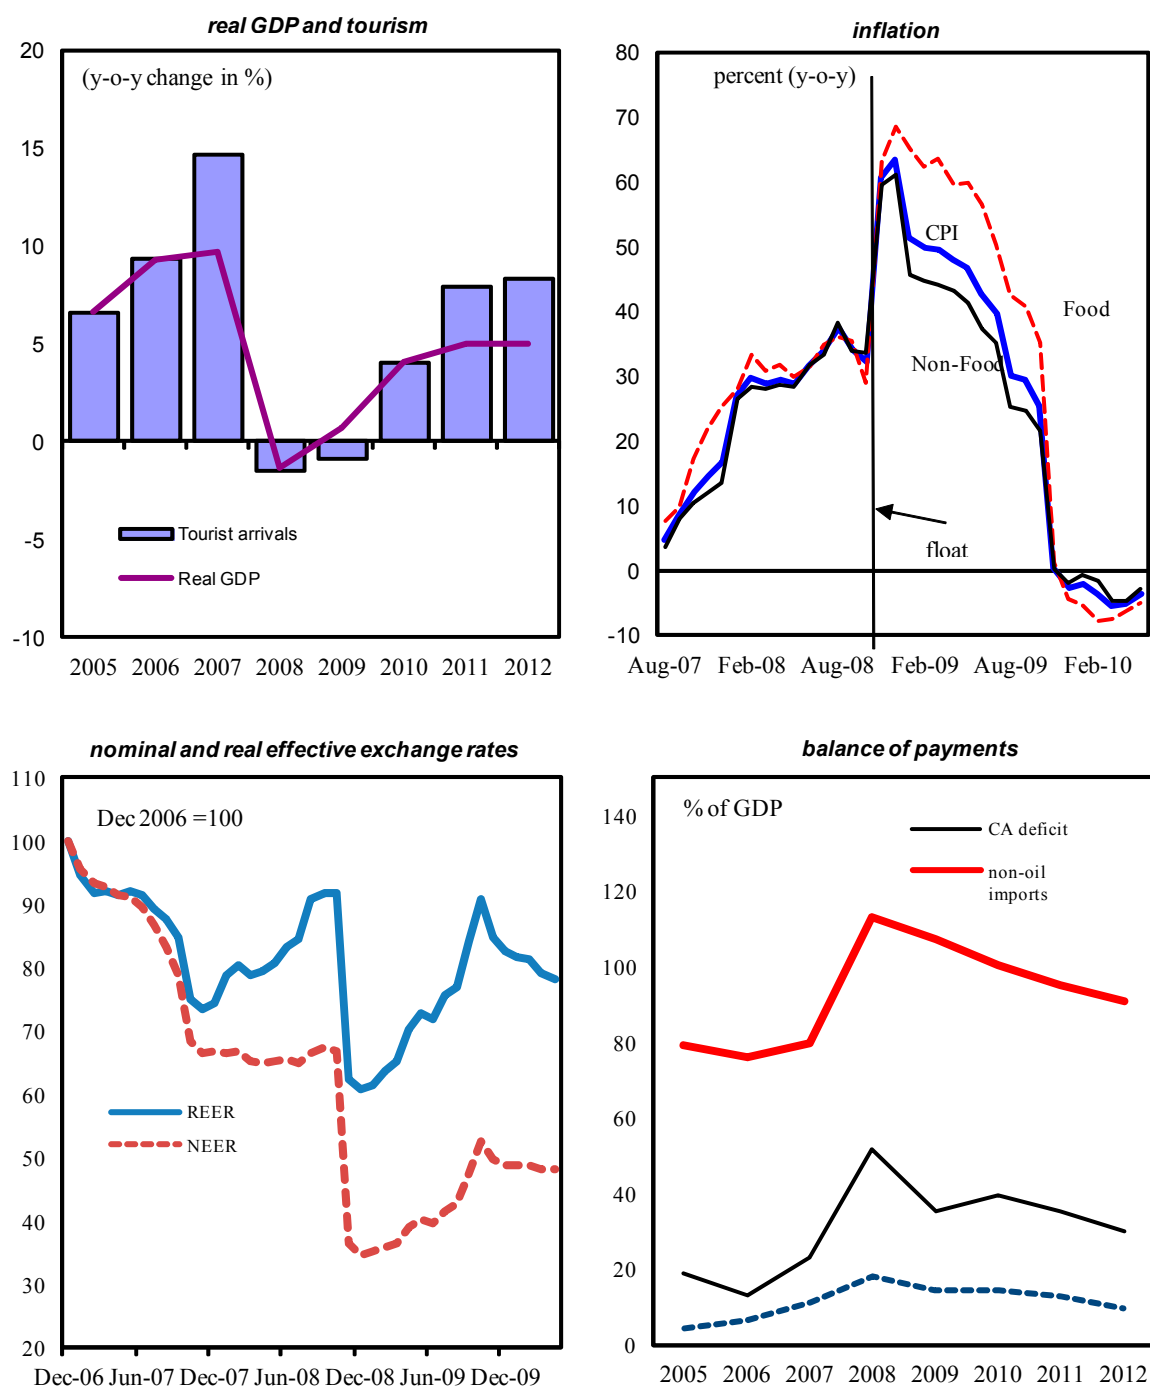 real GDP and tourism
(y-o-y change in %)
20
15
10
5
0
-5
-10
Tourist arrivals
Real GDP
2005 2006 2007 2008 2009 2010 2011 2012
inflation
percent (y-o-y)
80
70
60
50
40
30
20
10
0
-10
CPI
Food
Non-Food
float
Aug-07 Feb-08 Aug-08 Feb-09 Aug-09 Feb-10
nominal and real effective exchange rates
Dec 2006 =100
110
100
90
80
70
60
50
40
30
20
REER
NEER
Dec-06 Jun-07 Dec-07 Jun-08 Dec-08 Jun-09 Dec-09
balance of payments
% of GDP
140
120
100
80
60
40
20
0
CA deficit
non-oil
imports
2005 2006 2007 2008 2009 2010 2011 2012